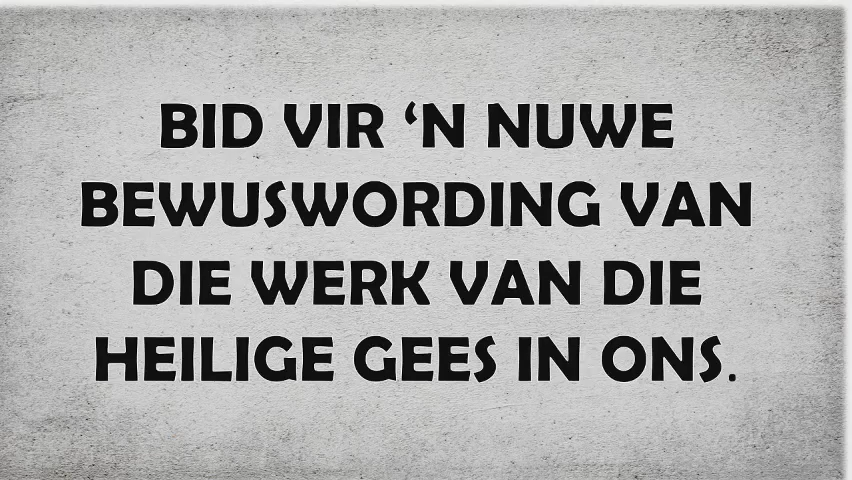 BID VIR ‘N NUWE
BEWUSWORDING VAN
DIE WERK VAN DIE
HEILIGE GEES IN ONS.